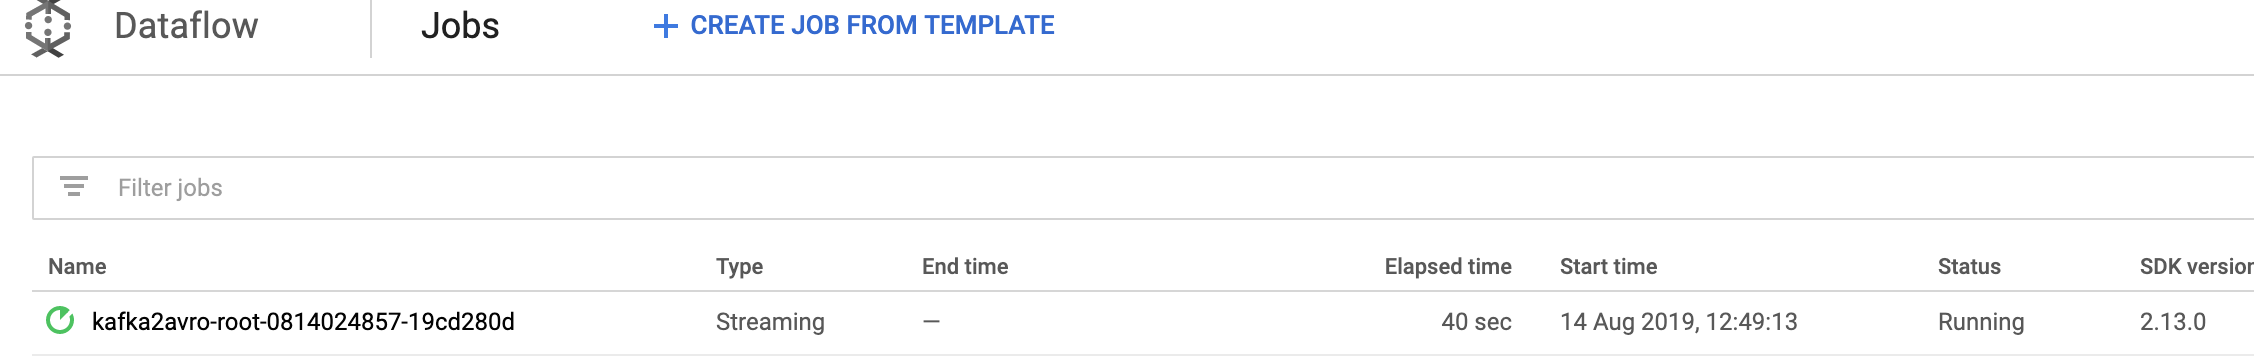 Dataflow Jobs + CREATE JOB FROM TEMPLATE
Filter jobs
Name Type End time Elapsed time Start time Status SDK version
kafka2avro-root-0814024857-19cd280d Streaming — 40 sec 14 Aug 2019, 12:49:13 Running 2.13.0